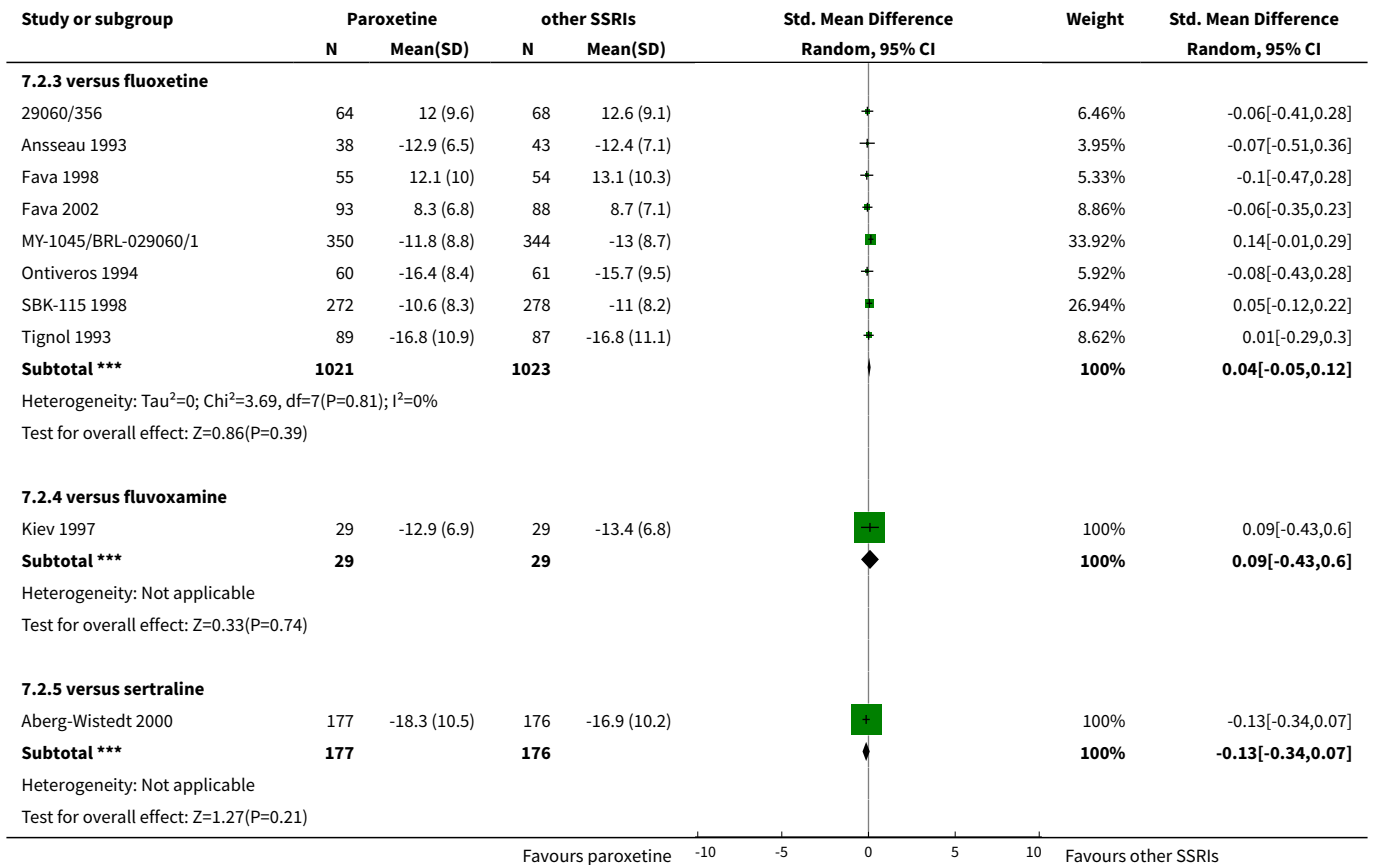 Study or subgroup Paroxetine other SSRIs Std. Mean Difference Weight Std. Mean Difference
N Mean(SD) N Mean(SD) Random, 95% CI Random, 95% CI
7.2.3 versus fluoxetine
29060/356 64 12 (9.6) 68 12.6 (9.1) 6.46% -0.06[-0.41,0.28]
Ansseau 1993 38 -12.9 (6.5) 43 -12.4 (7.1) 3.95% -0.07[-0.51,0.36]
Fava 1998 55 12.1 (10) 54 13.1 (10.3) 5.33% -0.1[-0.47,0.28]
Fava 2002 93 8.3 (6.8) 88 8.7 (7.1) 8.86% -0.06[-0.35,0.23]
MY-1045/BRL-029060/1 350 -11.8 (8.8) 344 -13 (8.7) 33.92% 0.14[-0.01,0.29]
Ontiveros 1994 60 -16.4 (8.4) 61 -15.7 (9.5) 5.92% -0.08[-0.43,0.28]
SBK-115 1998 272 -10.6 (8.3) 278 -11 (8.2) 26.94% 0.05[-0.12,0.22]
Tignol 1993 89 -16.8 (10.9) 87 -16.8 (11.1) 8.62% 0.01[-0.29,0.3]
Subtotal *** 1021 1023 100% 0.04[-0.05,0.12]
Heterogeneity: Tau²=0; Chi²=3.69, df=7(P=0.81); I²=0%
Test for overall effect: Z=0.86(P=0.39)
7.2.4 versus fluvoxamine
Kiev 1997 29 -12.9 (6.9) 29 -13.4 (6.8) 100% 0.09[-0.43,0.6]
Subtotal *** 29 29 100% 0.09[-0.43,0.6]
Heterogeneity: Not applicable
Test for overall effect: Z=0.33(P=0.74)
7.2.5 versus sertraline
Aberg-Wistedt 2000 177 -18.3 (10.5) 176 -16.9 (10.2) 100% -0.13[-0.34,0.07]
Subtotal *** 177 176 100% -0.13[-0.34,0.07]
Heterogeneity: Not applicable
Test for overall effect: Z=1.27(P=0.21)
Favours paroxetine -10 -5 0 5 10 Favours other SSRIs